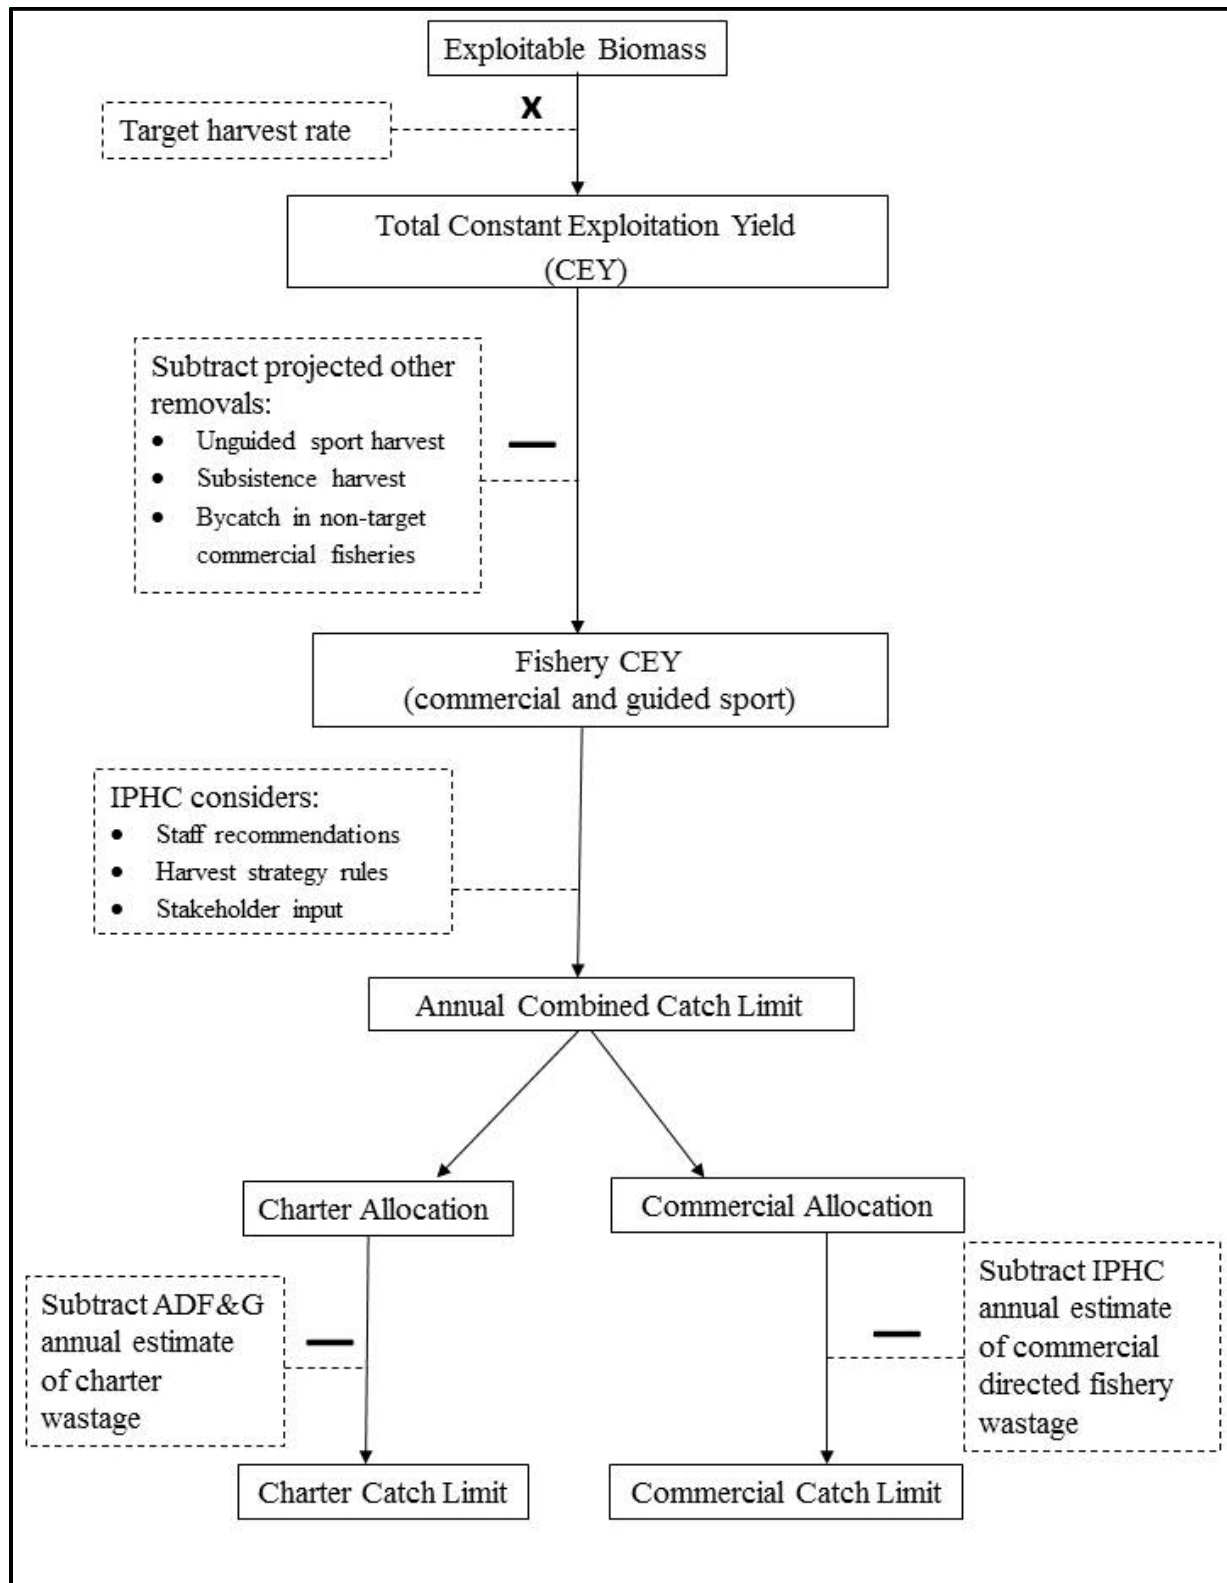 Exploitable Biomass
X
Target harvest rate
Total Constant Exploitation Yield
(CEY)
Subtract projected other
removals:
• Unguided sport harvest
• Subsistence harvest
• Bycatch in non-target
commercial fisheries
—
Fishery CEY
(commercial and guided sport)
IPHC considers:
• Staff recommendations
• Harvest strategy rules
• Stakeholder input
Annual Combined Catch Limit
Charter Allocation
Commercial Allocation
Subtract ADF&G
annual estimate
of charter
wastage
—
—
Subtract IPHC
annual estimate
of commercial
directed fishery
wastage
Charter Catch Limit
Commercial Catch Limit